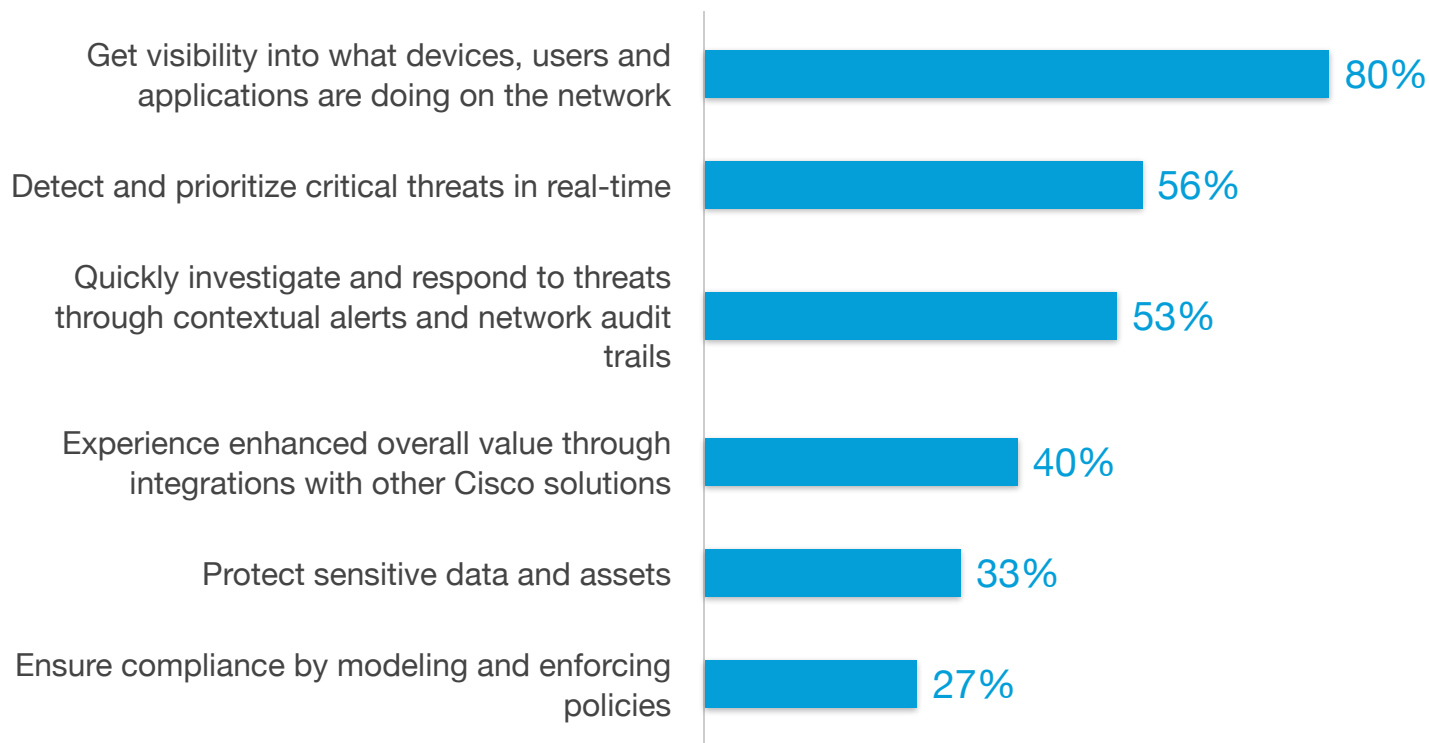 Get visibility into what devices, users and
applications are doing on the network
80%
Detect and prioritize critical threats in real-time
56%
Quickly investigate and respond to threats
through contextual alerts and network audit
trails
53%
Experience enhanced overall value through
integrations with other Cisco solutions
40%
Protect sensitive data and assets
33%
Ensure compliance by modeling and enforcing
policies
27%